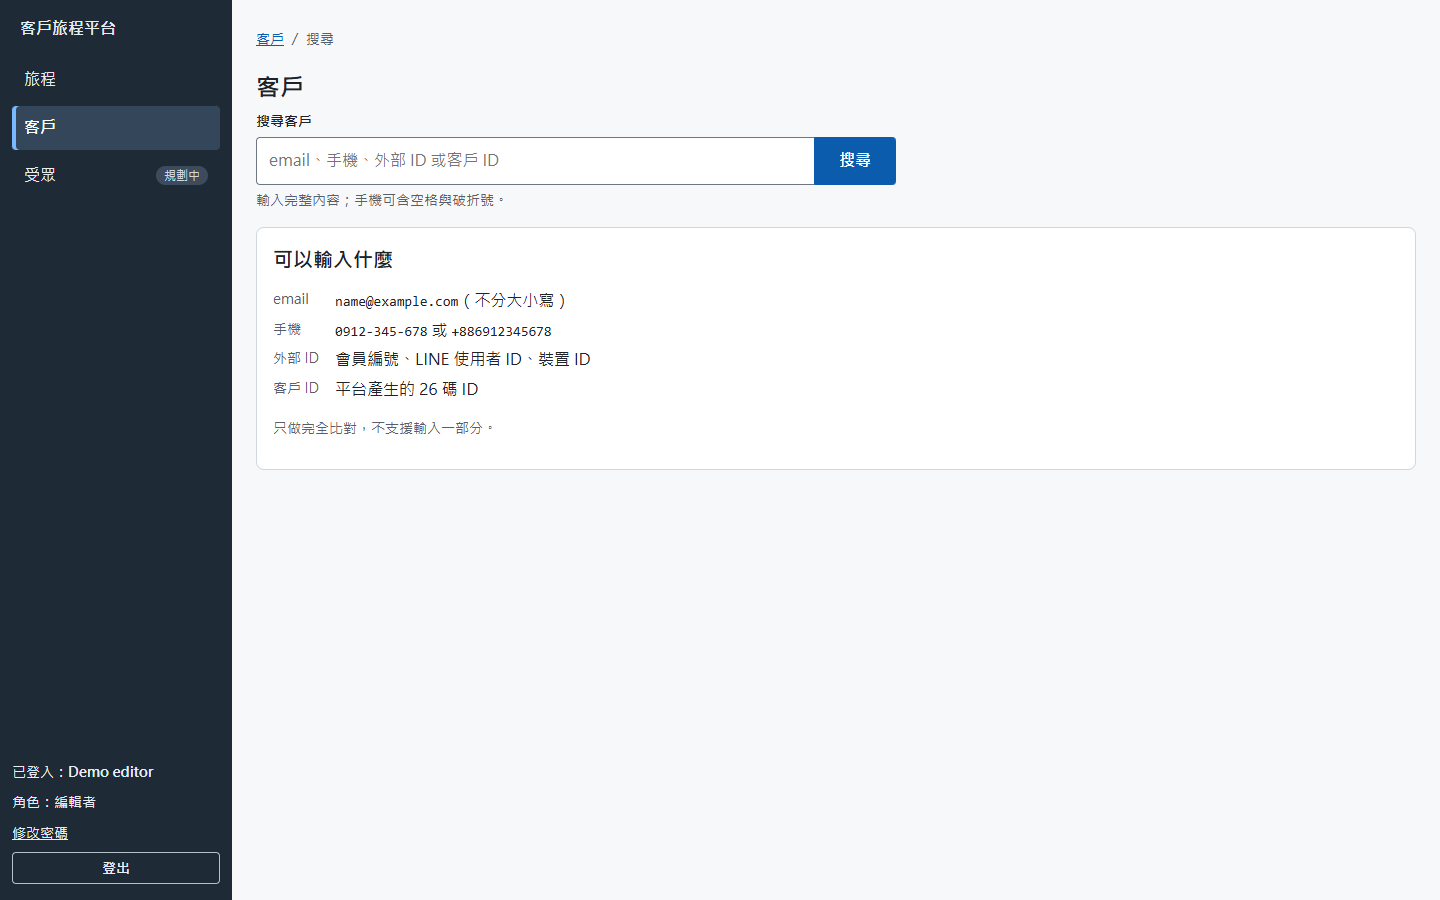 客戶旅程平台
旅程
客戶
受眾 規劃中
已登入：Demo editor
角色：編輯者
修改密碼
登出
客戶 / 搜尋
客戶
搜尋客戶
email、手機、外部 ID 或客戶 ID 搜尋
輸入完整內容；手機可含空格與破折號。
可以輸入什麼
email name@example.com（不分大小寫）
手機 0912-345-678 或 +886912345678
外部 ID 會員編號、LINE 使用者 ID、裝置 ID
客戶 ID 平台產生的 26 碼 ID
只做完全比對，不支援輸入一部分。